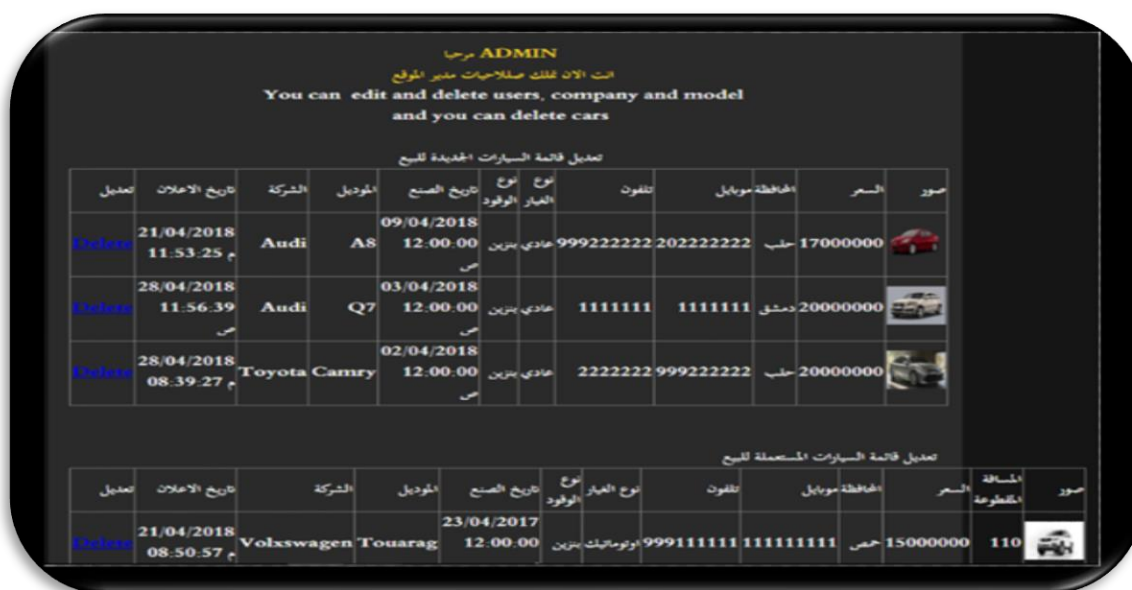 مرحبا ADMIN
انت الان تملك صلاحيات مدير الموقع
You can edit and delete users, company and model
and you can delete cars
تعديل قائمة السيارات الجديدة للبيع
صور السعر المحافظة موبايل تلفون نوع الغيار نوع الوقود تاريخ الصنع الموديل الشركة تاريخ الاعلان تعديل
17000000 حلب 202222222 999222222 عادي بنزين 09/04/2018 12:00:00 ص A8 Audi 21/04/2018 11:53:25 م Delete
20000000 دمشق 1111111 1111111 عادي بنزين 03/04/2018 12:00:00 ص Q7 Audi 28/04/2018 11:56:39 ص Delete
20000000 حلب 999222222 2222222 عادي بنزين 02/04/2018 12:00:00 ص Camry Toyota 28/04/2018 08:39:27 م Delete
تعديل قائمة السيارات المستعملة للبيع
صور المسافة المقطوعة السعر المحافظة موبايل تلفون نوع الغيار نوع الوقود تاريخ الصنع الموديل الشركة تاريخ الاعلان تعديل
110 15000000 حمص 111111111 999111111 اوتوماتيك بنزين 23/04/2017 12:00:00 Touarag Volxswagen 21/04/2018 08:50:57 م Delete